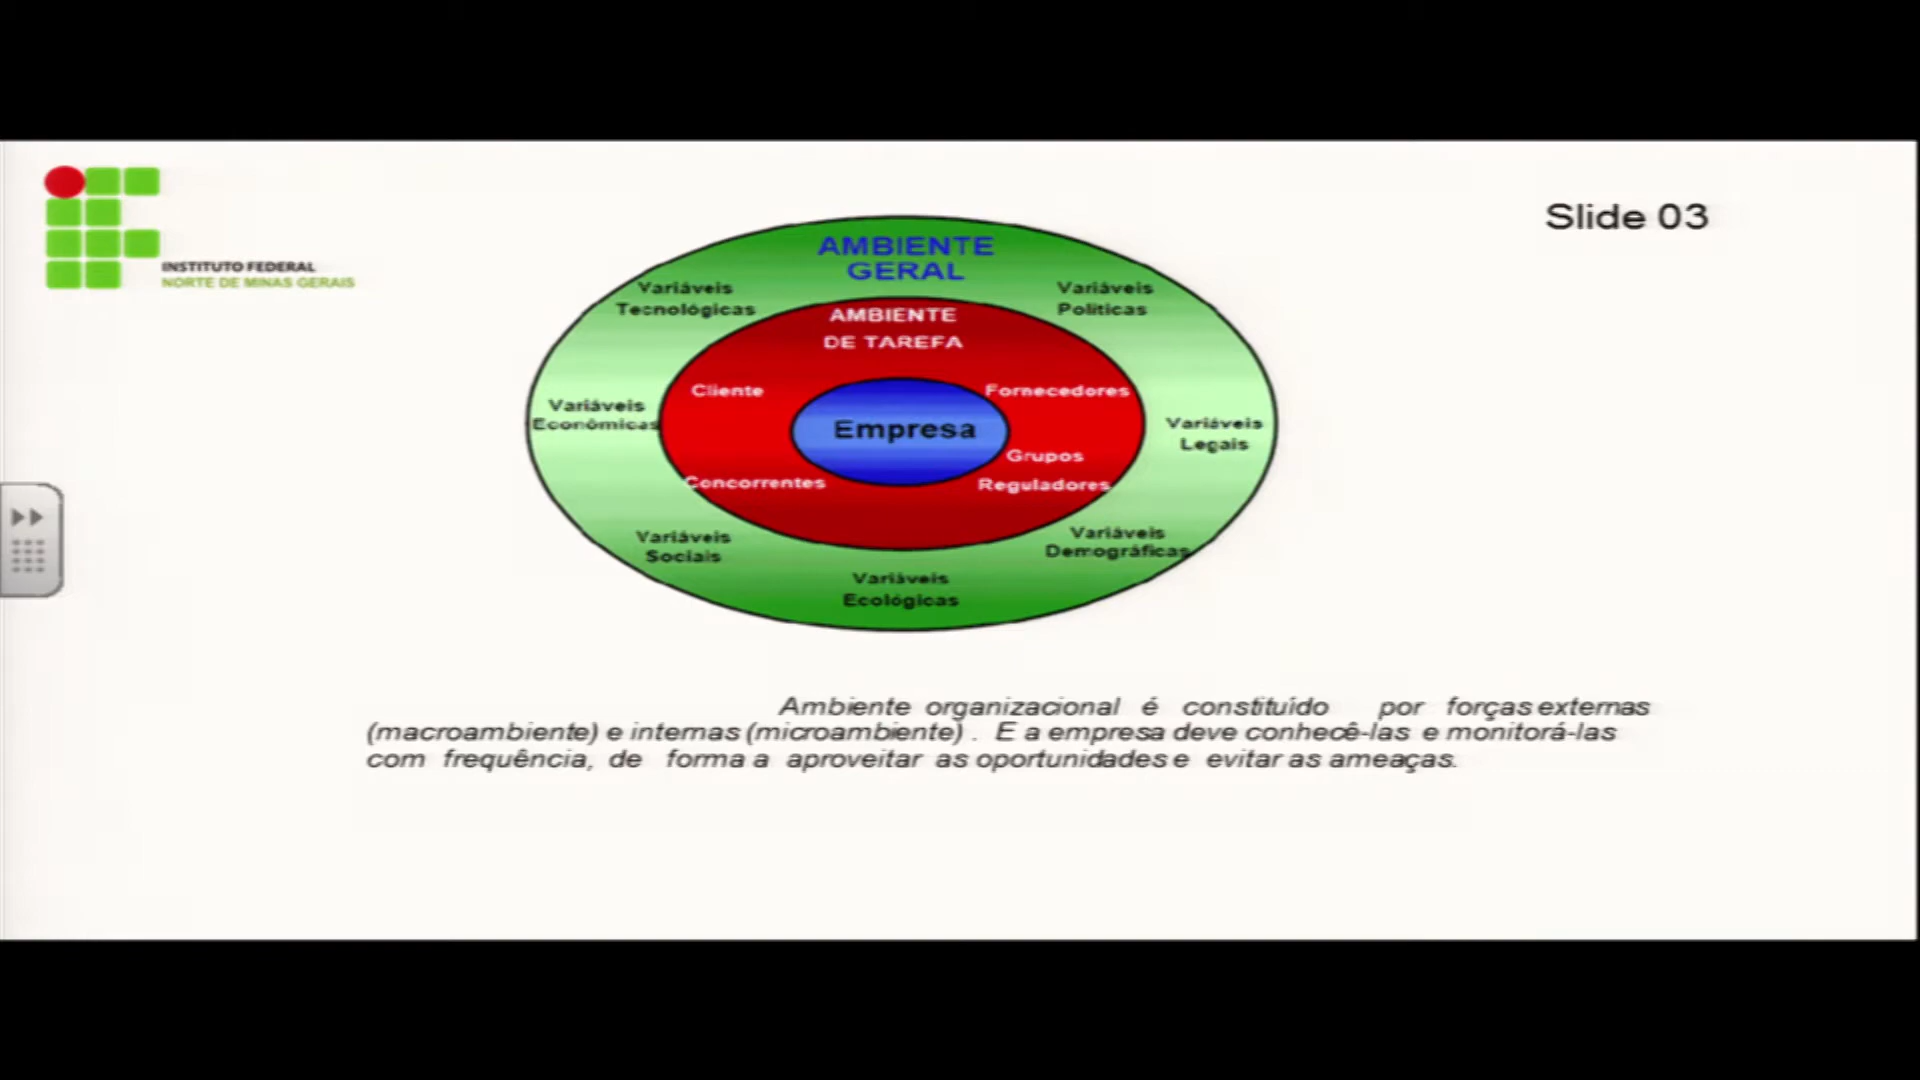 INSTITUTO FEDERAL
NORTE DE MINAS GERAIS
Slide 03
AMBIENTE
GERAL
Variáveis
Tecnológicas
Variáveis
Políticas
AMBIENTE
DE TAREFA
Cliente
Fornecedores
Variáveis
Econômicas
Empresa
Variáveis
Legais
Grupos
Reguladores
Concorrentes
Variáveis
Sociais
Variáveis
Demográficas
Variáveis
Ecológicas
Ambiente organizacional é constituído por forças externas
(macroambiente) e internas (microambiente) . E a empresa deve conhecê-las e monitorá-las
com frequência, de forma a aproveitar as oportunidades e evitar as ameaças.